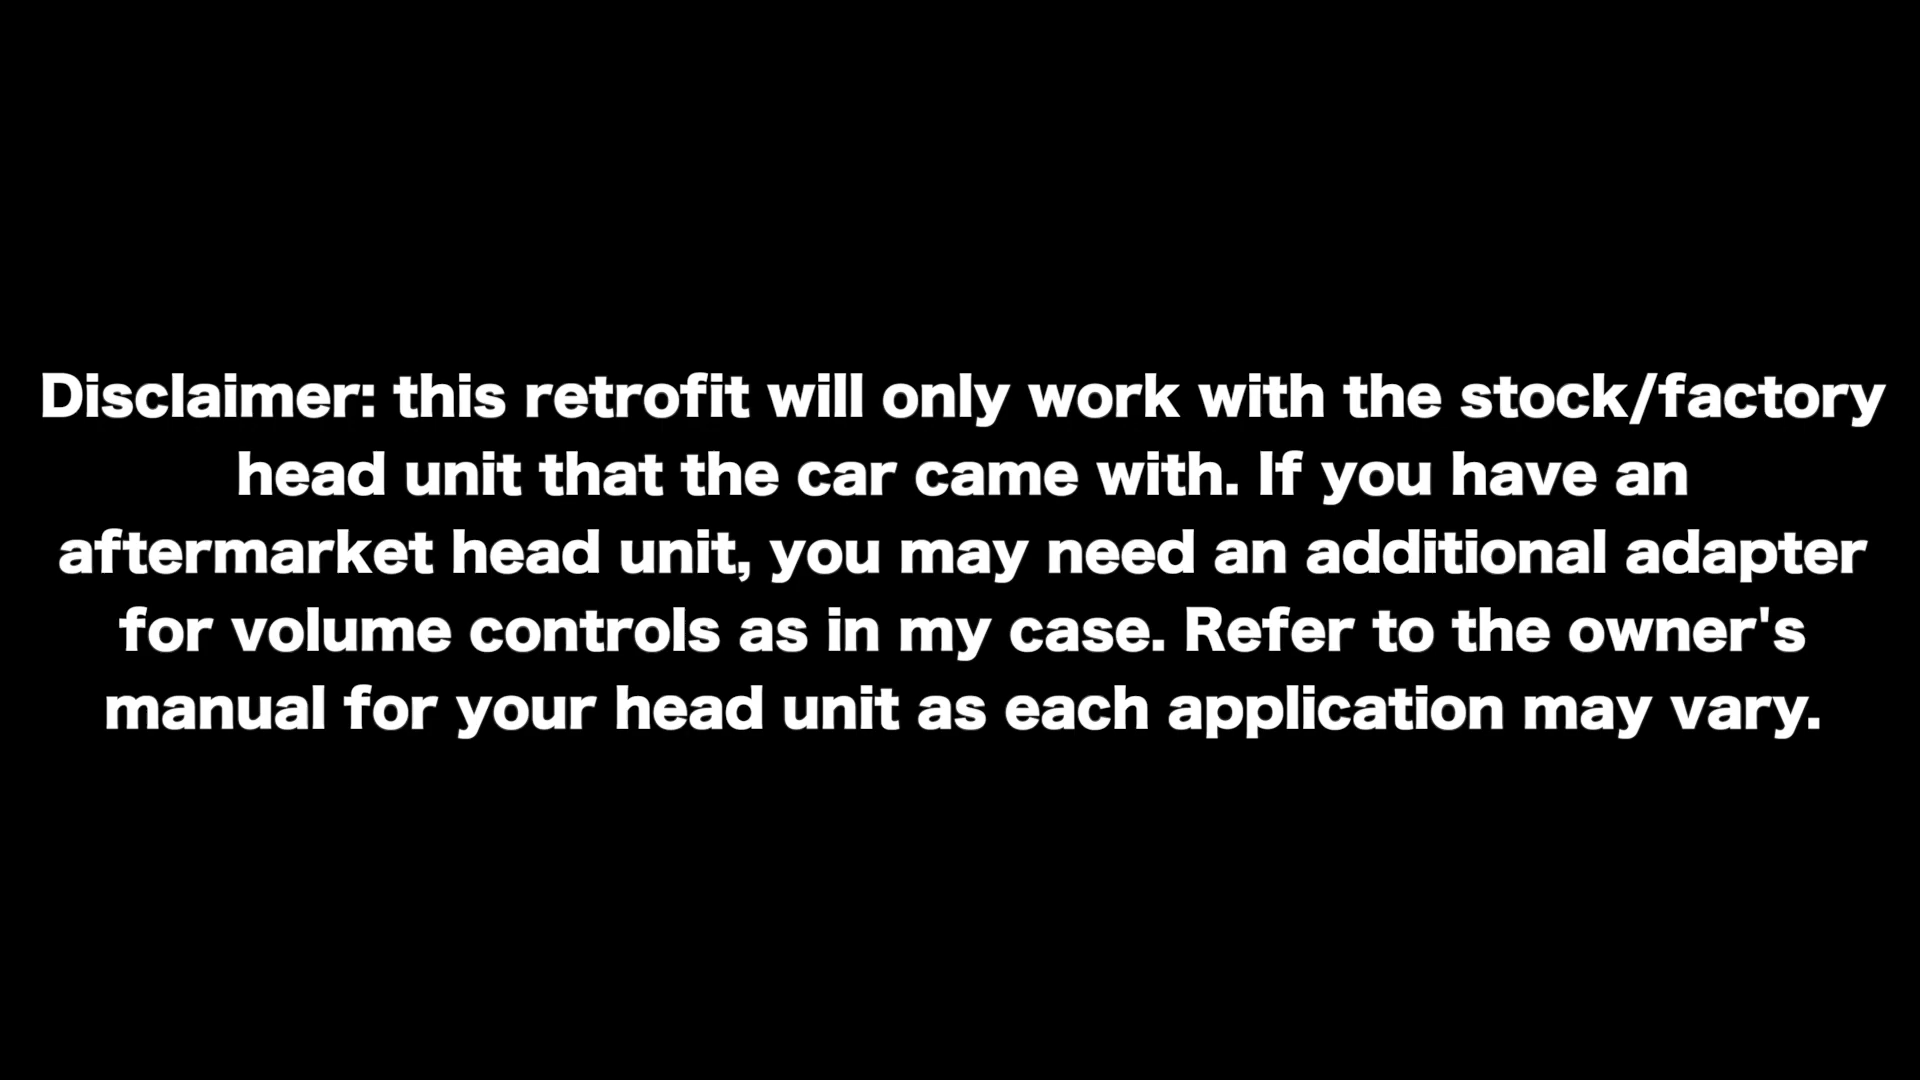 Disclaimer: this retrofit will only work with the stock/factory
head unit that the car came with. If you have an
aftermarket head unit, you may need an additional adapter
for volume controls as in my case. Refer to the owner's
manual for your head unit as each application may vary.